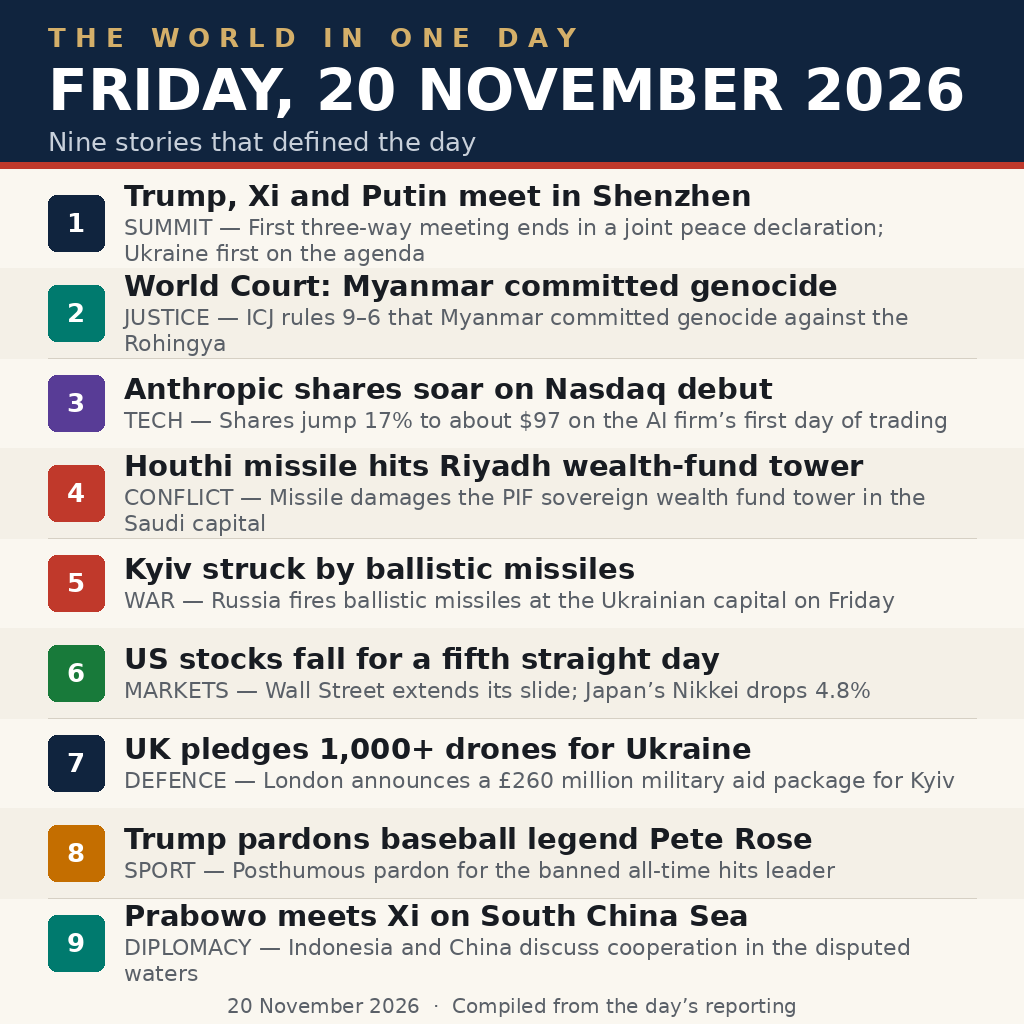 THE WORLD IN ONE DAY
FRIDAY, 20 NOVEMBER 2026
Nine stories that defined the day
1
Trump, Xi and Putin meet in Shenzhen
SUMMIT — First three-way meeting ends in a joint peace declaration;
Ukraine first on the agenda
2
World Court: Myanmar committed genocide
JUSTICE — ICJ rules 9–6 that Myanmar committed genocide against the
Rohingya
3
Anthropic shares soar on Nasdaq debut
TECH — Shares jump 17% to about $97 on the AI firm’s first day of trading
4
Houthi missile hits Riyadh wealth-fund tower
CONFLICT — Missile damages the PIF sovereign wealth fund tower in the
Saudi capital
5
Kyiv struck by ballistic missiles
WAR — Russia fires ballistic missiles at the Ukrainian capital on Friday
6
US stocks fall for a fifth straight day
MARKETS — Wall Street extends its slide; Japan’s Nikkei drops 4.8%
7
UK pledges 1,000+ drones for Ukraine
DEFENCE — London announces a £260 million military aid package for Kyiv
8
Trump pardons baseball legend Pete Rose
SPORT — Posthumous pardon for the banned all-time hits leader
9
Prabowo meets Xi on South China Sea
DIPLOMACY — Indonesia and China discuss cooperation in the disputed
waters
20 November 2026 · Compiled from the day’s reporting